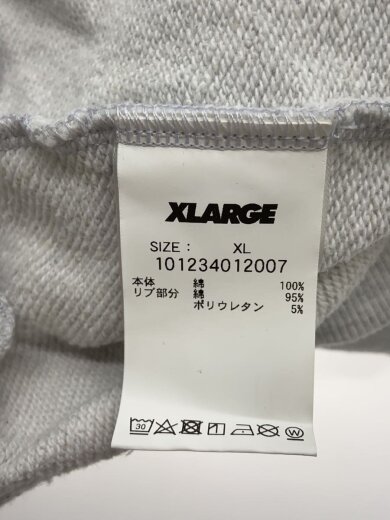 XLARGE
SIZE: XL
101234012007
本体 綿 100%
リブ部分 綿 95%
ポリウレタン 5%
30 W